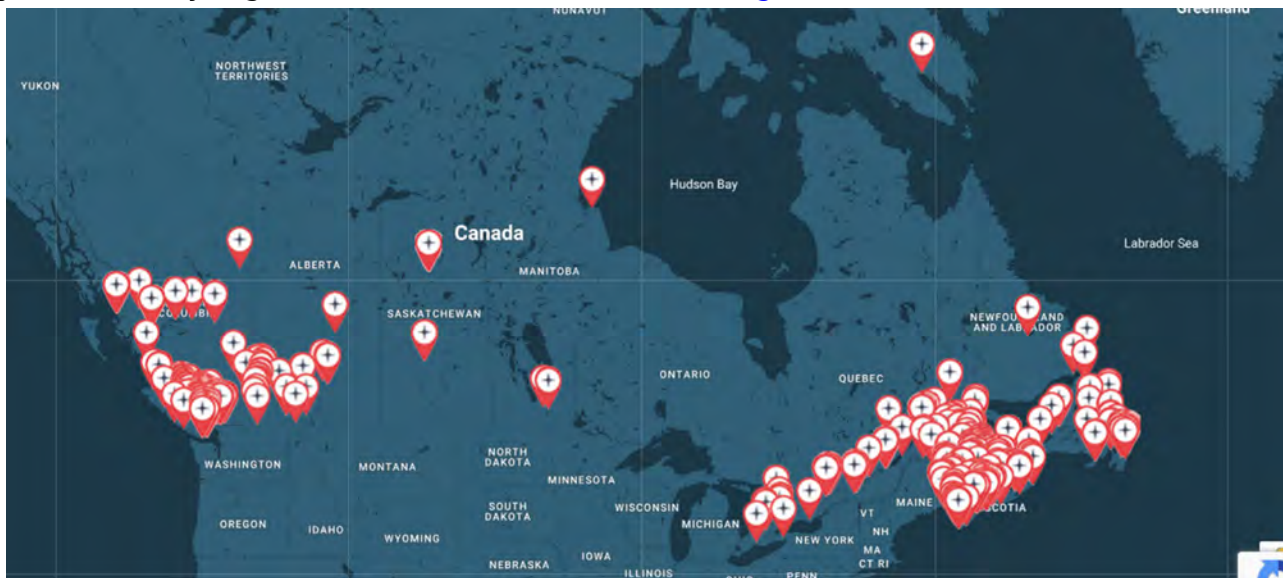 NUNAVUT
Greenland
NORTHWEST
TERRITORIES
YUKON
Hudson Bay
Canada
Labrador Sea
ALBERTA
MANITOBA
SASKATCHEWAN
NEWFOUNDLAND
AND LABRADOR
ONTARIO
QUEBEC
WASHINGTON
MONTANA
NORTH
DAKOTA
MINNESOTA
OREGON
IDAHO
WYOMING
SOUTH
DAKOTA
WISCONSIN
MICHIGAN
VT
MAINE
NEW YORK
NH
MA
CT RI
NEBRASKA
IOWA
ILLINOIS
PENN